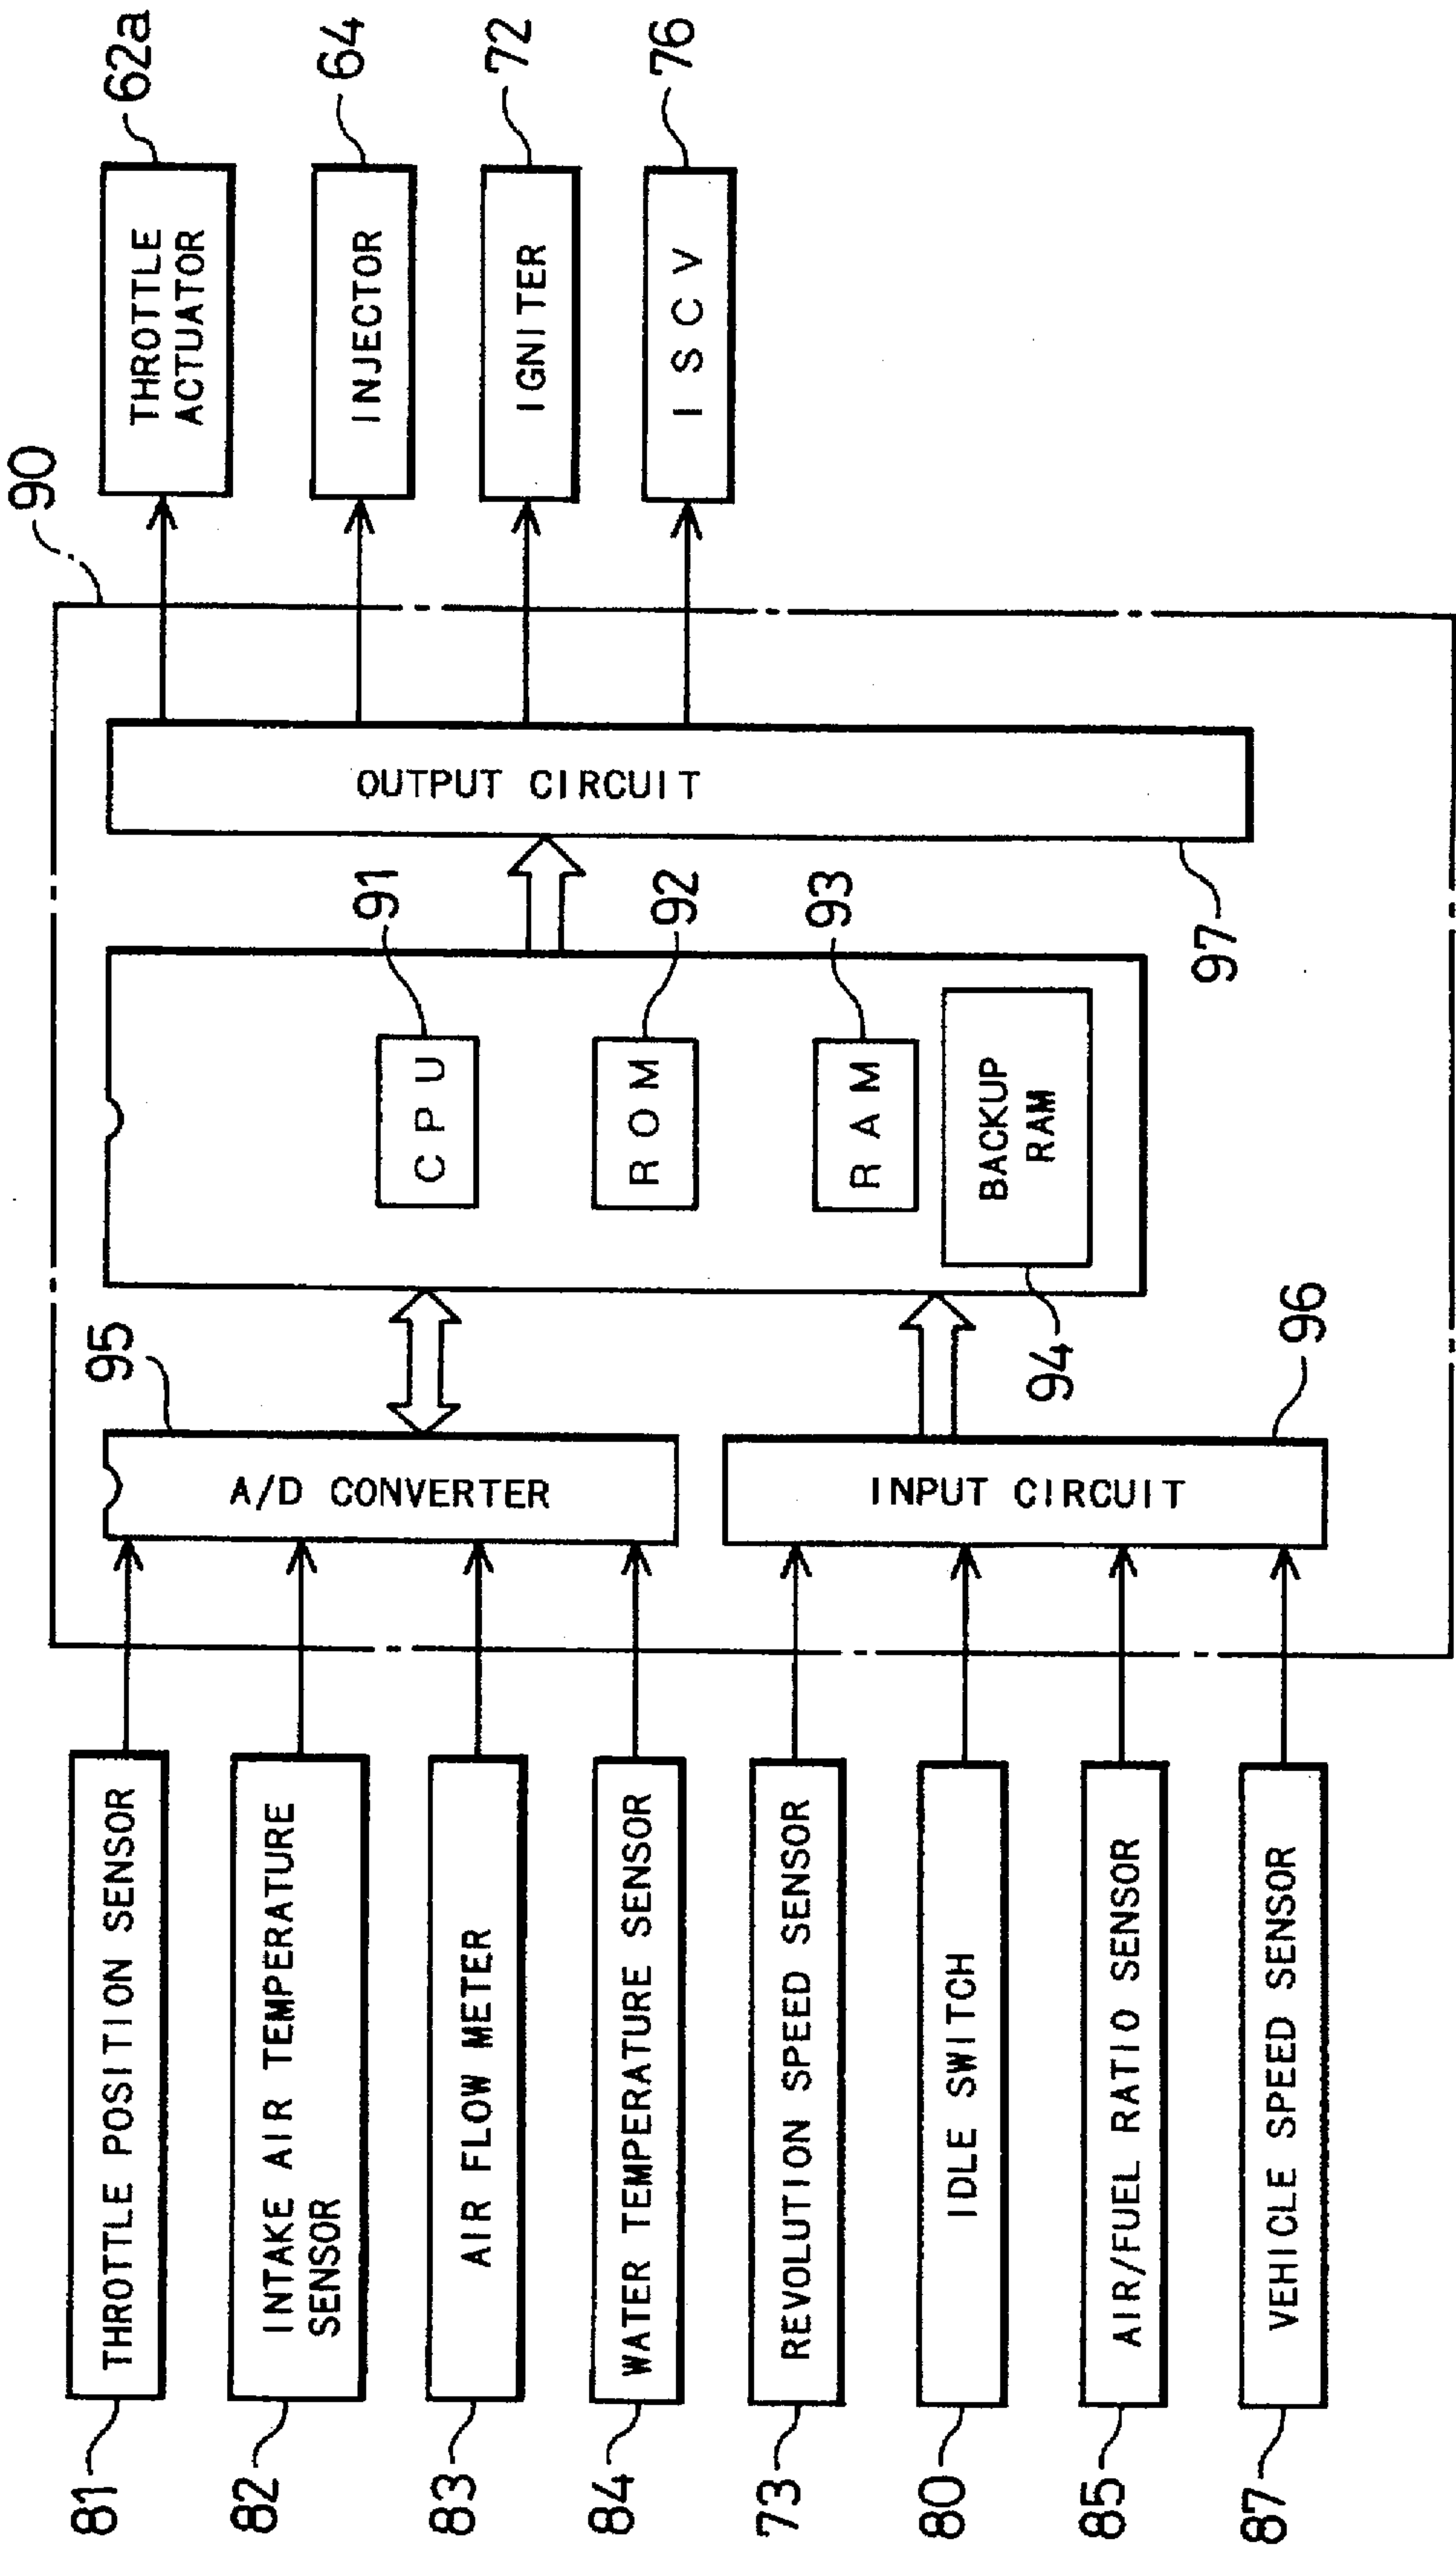 81
THROTTLE POSITION SENSOR
82
INTAKE AIR TEMPERATURE
SENSOR
83
AIR FLOW METER
84
WATER TEMPERATURE SENSOR
73
REVOLUTION SPEED SENSOR
80
IDLE SWITCH
85
AIR/FUEL RATIO SENSOR
87
VEHICLE SPEED SENSOR
90
95
A/D CONVERTER
96
INPUT CIRCUIT
91
CPU
92
ROM
93
RAM
94
BACKUP
RAM
97
OUTPUT CIRCUIT
62a
THROTTLE
ACTUATOR
64
INJECTOR
72
IGNITER
76
ISCV